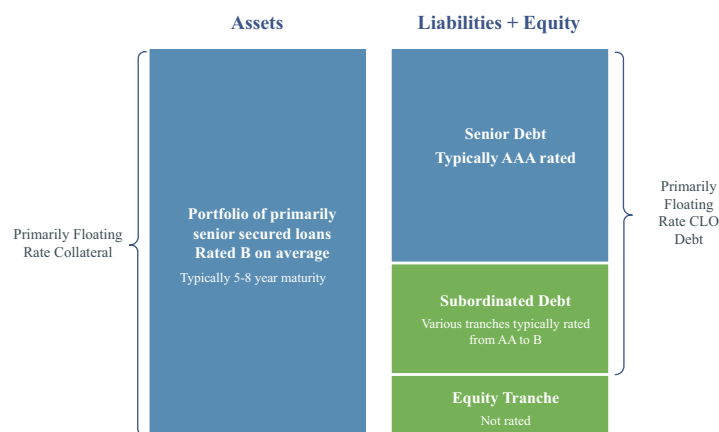 Assets
Liabilities + Equity
Primarily Floating
Rate Collateral
Portfolio of primarily
senior secured loans
Rated B on average
Typically 5-8 year maturity
Senior Debt
Typically AAA rated
Subordinated Debt
Various tranches typically rated
from AA to B
Equity Tranche
Not rated
Primarily
Floating
Rate CLO
Debt